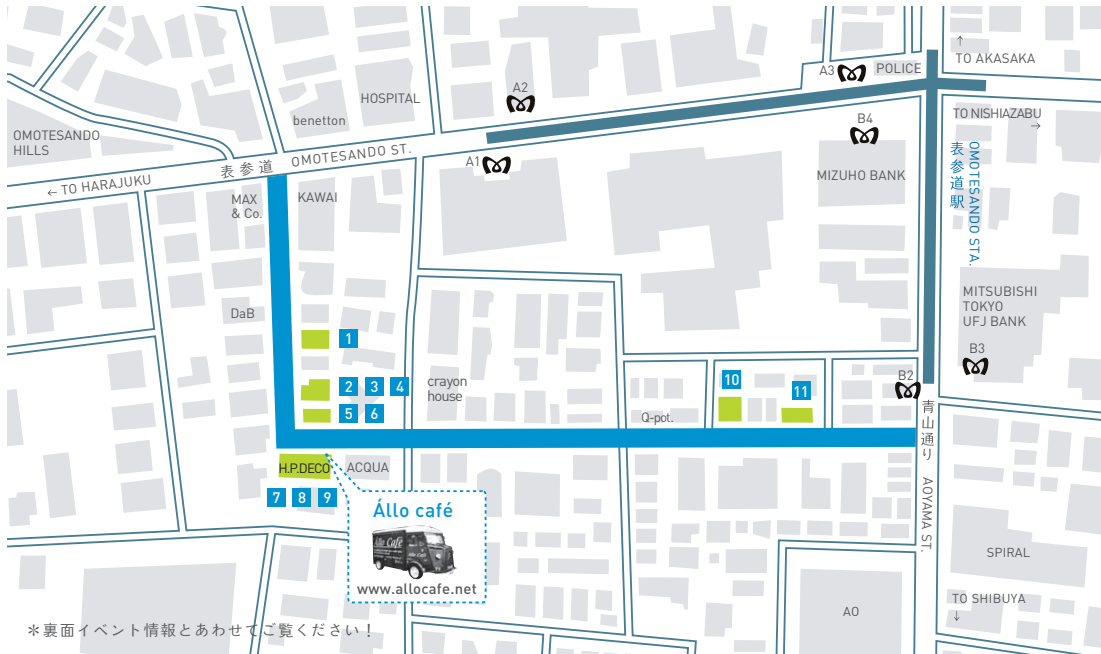 ↑
TO AKASAKA
A3
POLICE
A2
HOSPITAL
benetton
B4
TO NISHIAZABU
→
OMOTESANDO
HILLS
表参道 OMOTESANDO ST.
A1
← TO HARAJUKU
MIZUHO BANK
表参道駅
OMOTESANDO STA.
MAX
& Co.
KAWAI
DaB
MITSUBISHI
TOKYO
UFJ BANK
1
B3
2 3 4
crayon
house
10
11
B2
5 6
Q-pot.
青山通り AOYAMA ST.
H.P.DECO
ACQUA
7 8 9
Állo café
Állo Café
www.allocafe.net
SPIRAL
AO
TO SHIBUYA
↓
＊裏面イベント情報とあわせてご覧ください！